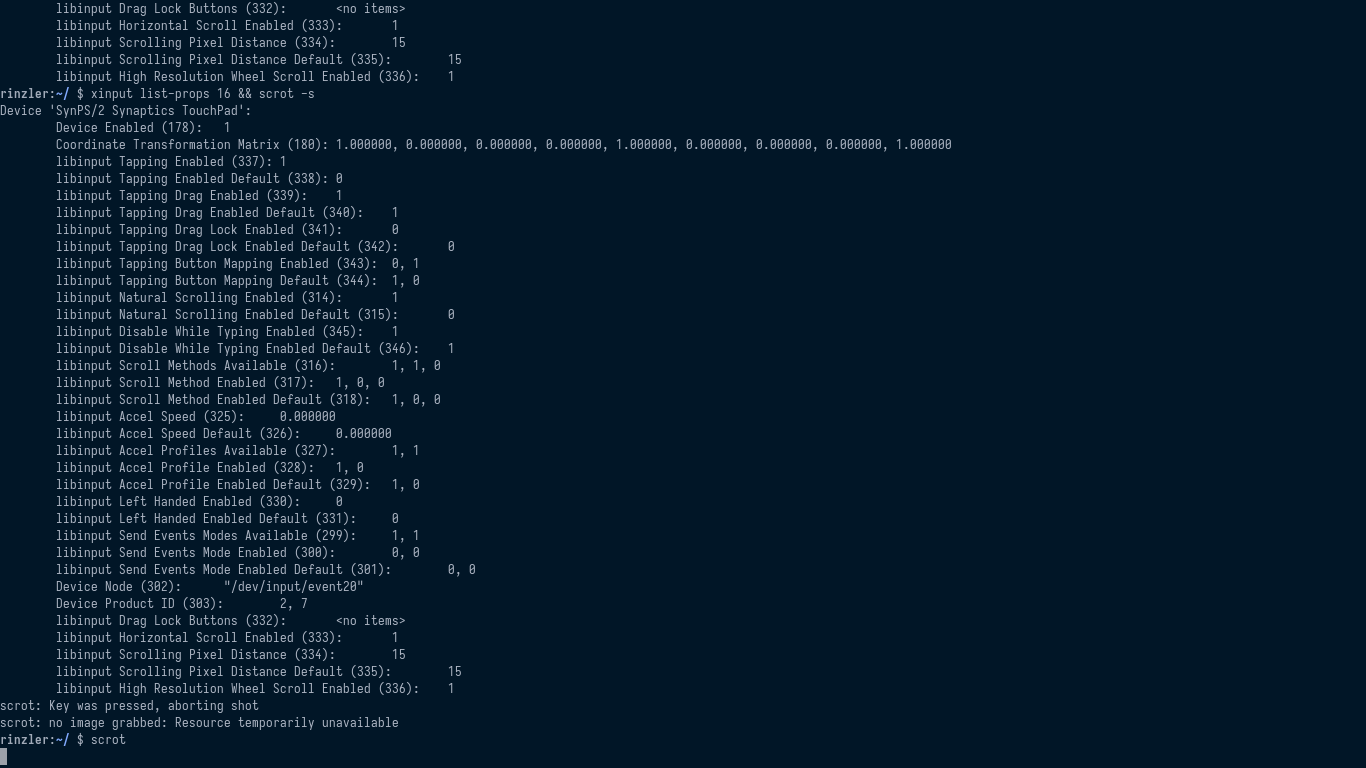 libinput Drag Lock Buttons (332):	<no items>
libinput Horizontal Scroll Enabled (333):	1
libinput Scrolling Pixel Distance (334):	15
libinput Scrolling Pixel Distance Default (335):	15
libinput High Resolution Wheel Scroll Enabled (336):	1
rinzler:~/ $ xinput list-props 16 && scrot -s
Device 'SynPS/2 Synaptics TouchPad':
Device Enabled (178):	1
Coordinate Transformation Matrix (180):	1.000000, 0.000000, 0.000000, 0.000000, 1.000000, 0.000000, 0.000000, 0.000000, 1.000000
libinput Tapping Enabled (337):	1
libinput Tapping Enabled Default (338):	0
libinput Tapping Drag Enabled (339):	1
libinput Tapping Drag Enabled Default (340):	1
libinput Tapping Drag Lock Enabled (341):	0
libinput Tapping Drag Lock Enabled Default (342):	0
libinput Tapping Button Mapping Enabled (343):	0, 1
libinput Tapping Button Mapping Default (344):	1, 0
libinput Natural Scrolling Enabled (314):	1
libinput Natural Scrolling Enabled Default (315):	0
libinput Disable While Typing Enabled (345):	1
libinput Disable While Typing Enabled Default (346):	1
libinput Scroll Methods Available (316):	1, 1, 0
libinput Scroll Method Enabled (317):	1, 0, 0
libinput Scroll Method Enabled Default (318):	1, 0, 0
libinput Accel Speed (325):	0.000000
libinput Accel Speed Default (326):	0.000000
libinput Accel Profiles Available (327):	1, 1
libinput Accel Profile Enabled (328):	1, 0
libinput Accel Profile Enabled Default (329):	1, 0
libinput Left Handed Enabled (330):	0
libinput Left Handed Enabled Default (331):	0
libinput Send Events Modes Available (299):	1, 1
libinput Send Events Mode Enabled (300):	0, 0
libinput Send Events Mode Enabled Default (301):	0, 0
Device Node (302):	"/dev/input/event20"
Device Product ID (303):	2, 7
libinput Drag Lock Buttons (332):	<no items>
libinput Horizontal Scroll Enabled (333):	1
libinput Scrolling Pixel Distance (334):	15
libinput Scrolling Pixel Distance Default (335):	15
libinput High Resolution Wheel Scroll Enabled (336):	1
scrot: Key was pressed, aborting shot
scrot: no image grabbed: Resource temporarily unavailable
rinzler:~/ $ scrot